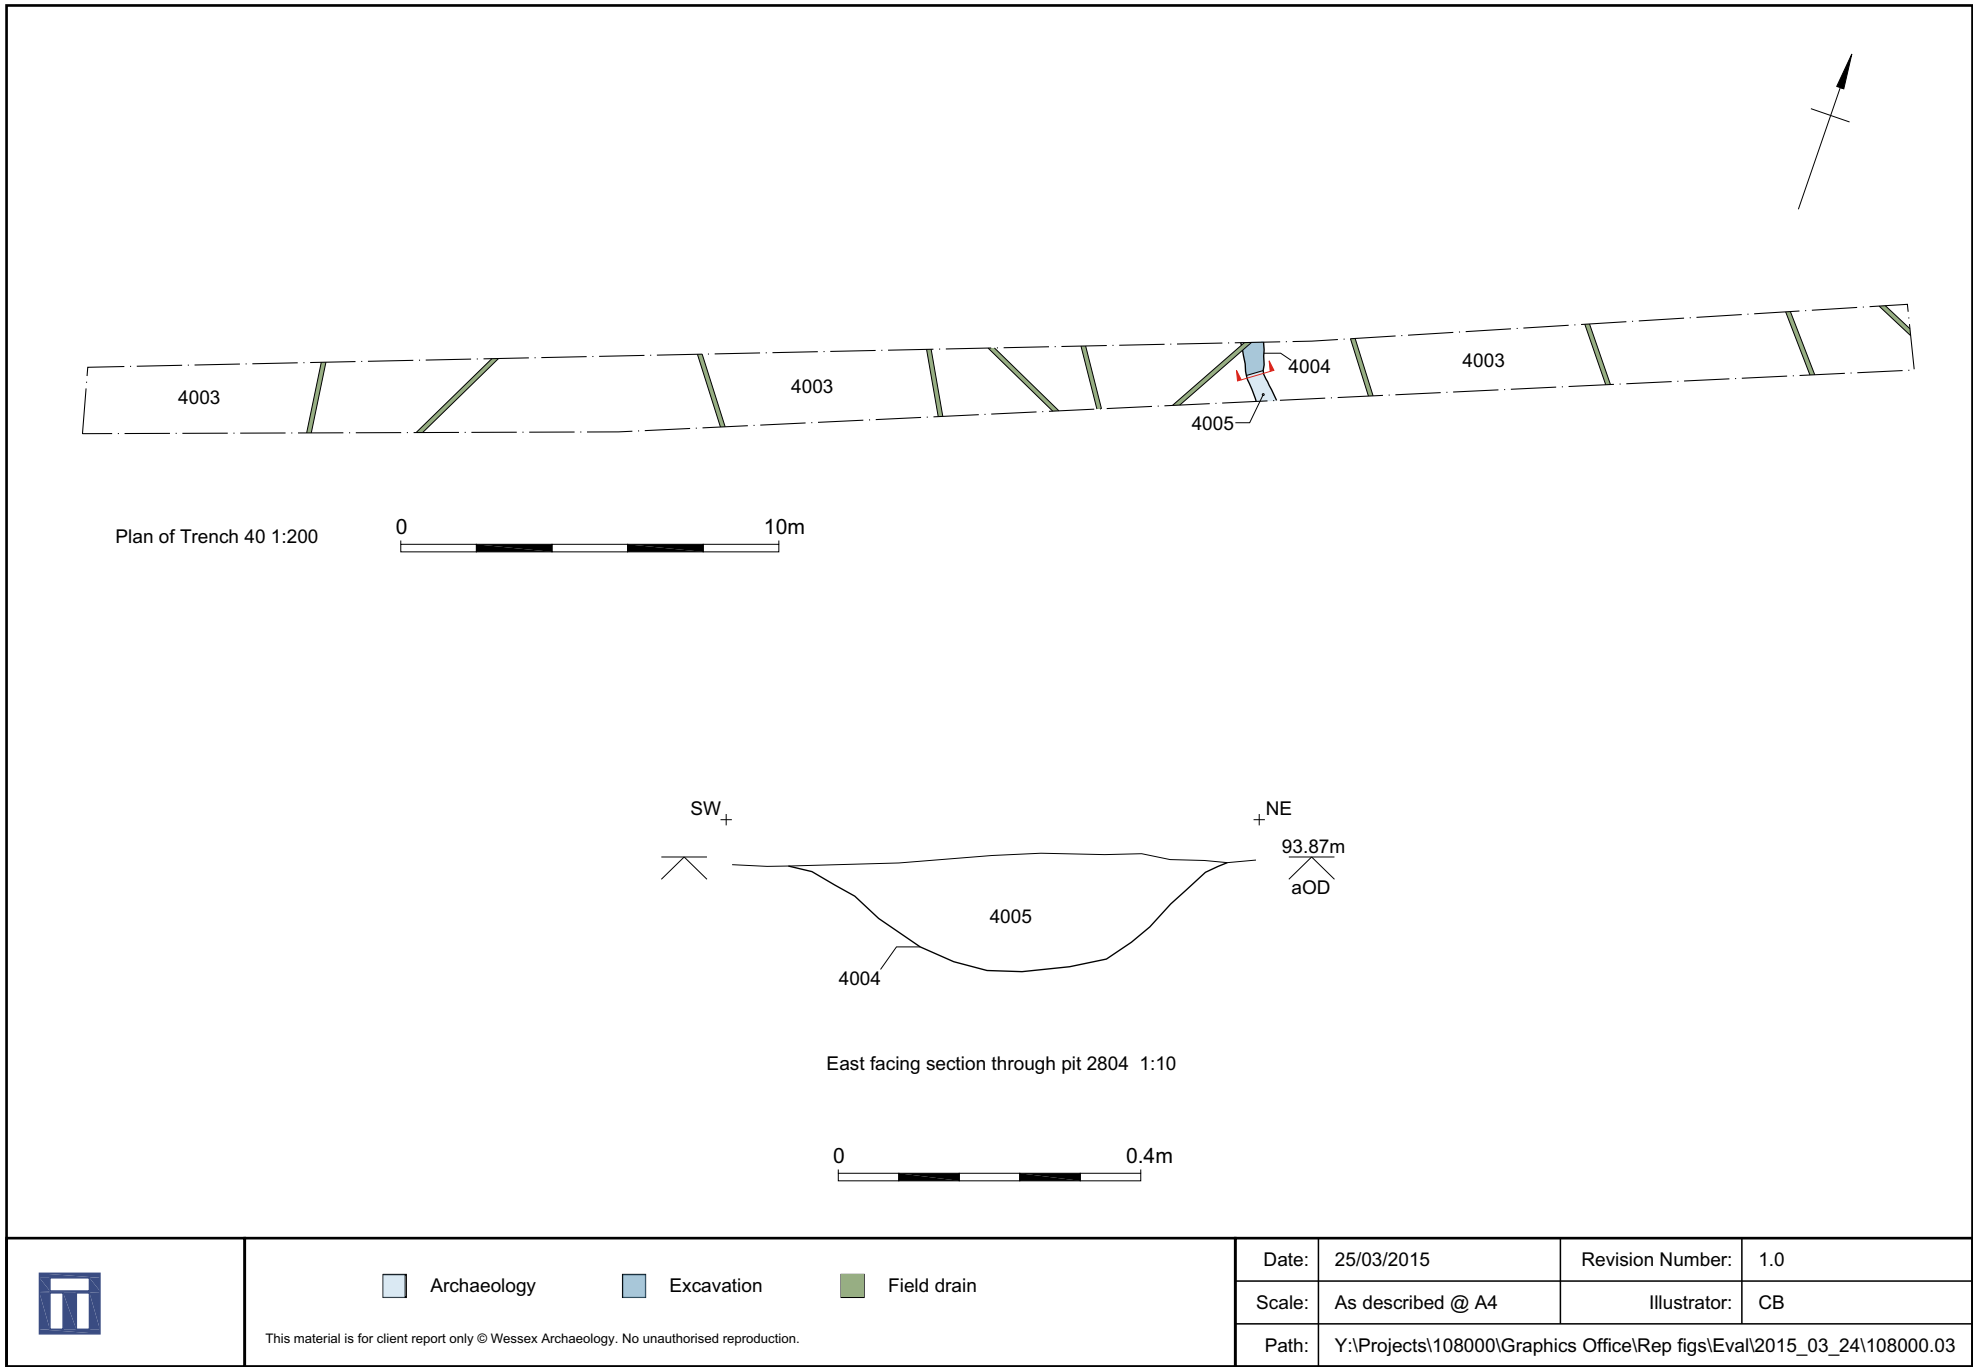 4003
4003
4004
4003
4005
Plan of Trench 40 1:200
0
10m
SW
NE
93.87m
aOD
4005
4004
East facing section through pit 2804 1:10
0
0.4m
Archaeology
Excavation
Field drain
This material is for client report only © Wessex Archaeology. No unauthorised reproduction.
Date: 25/03/2015 Revision Number: 1.0
Scale: As described @ A4 Illustrator: CB
Path: Y:\Projects\108000\Graphics Office\Rep figs\Eval\2015_03_24\108000.03